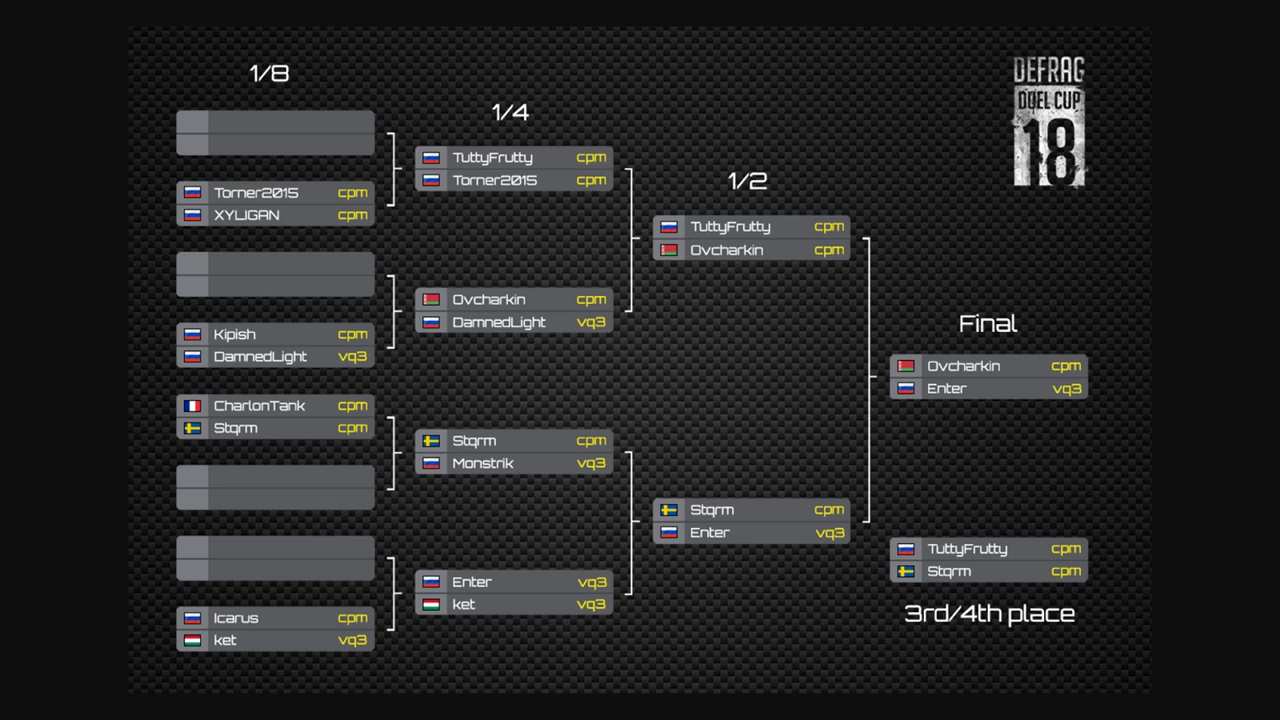 DEFRAG
DUEL CUP
18
1/8
Torner2015 cpm
XYLIGAN cpm
Kipish cpm
DamnedLight vq3
CharlonTank cpm
Stqrm cpm
Icarus cpm
ket vq3
1/4
TuttyFrutty cpm
Torner2015 cpm
Ovcharkin cpm
DamnedLight vq3
Stqrm cpm
Monstrik vq3
Enter vq3
ket vq3
1/2
TuttyFrutty cpm
Ovcharkin cpm
Stqrm cpm
Enter vq3
Final
Ovcharkin cpm
Enter vq3
TuttyFrutty cpm
Stqrm cpm
3rd/4th place